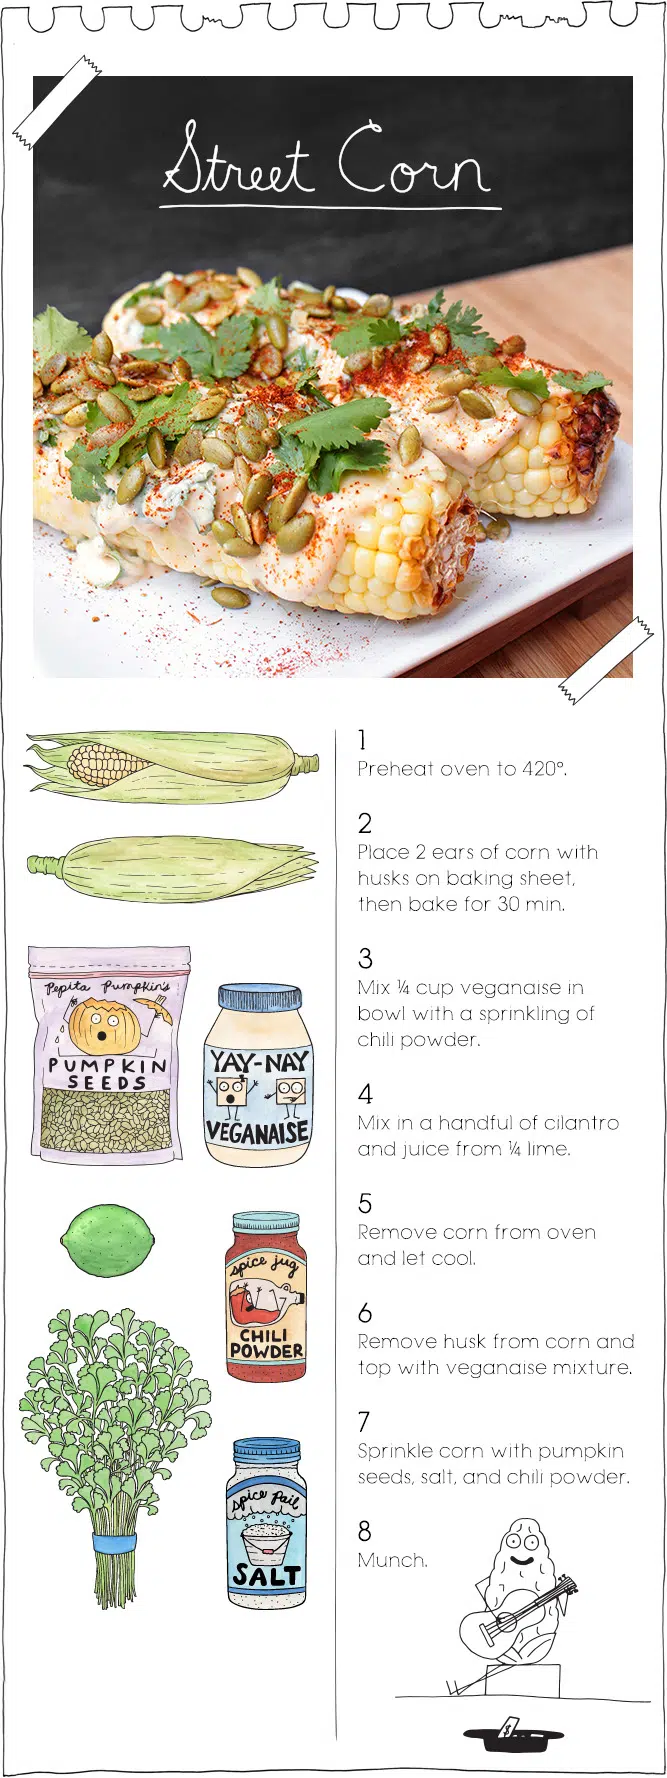 Street Corn
1
Preheat oven to 420°.
2
Place 2 ears of corn with
husks on baking sheet,
then bake for 30 min.
3
Mix ¼ cup veganaise in
bowl with a sprinkling of
chili powder.
4
Mix in a handful of cilantro
and juice from ¼ lime.
5
Remove corn from oven
and let cool.
6
Remove husk from corn and
top with veganaise mixture.
7
Sprinkle corn with pumpkin
seeds, salt, and chili powder.
8
Munch.
Pepita Pumpkin's
PUMPKIN
SEEDS
YAY-NAY
VEGANAISE
spice jug
CHILI
POWDER
spice pail
SALT
$